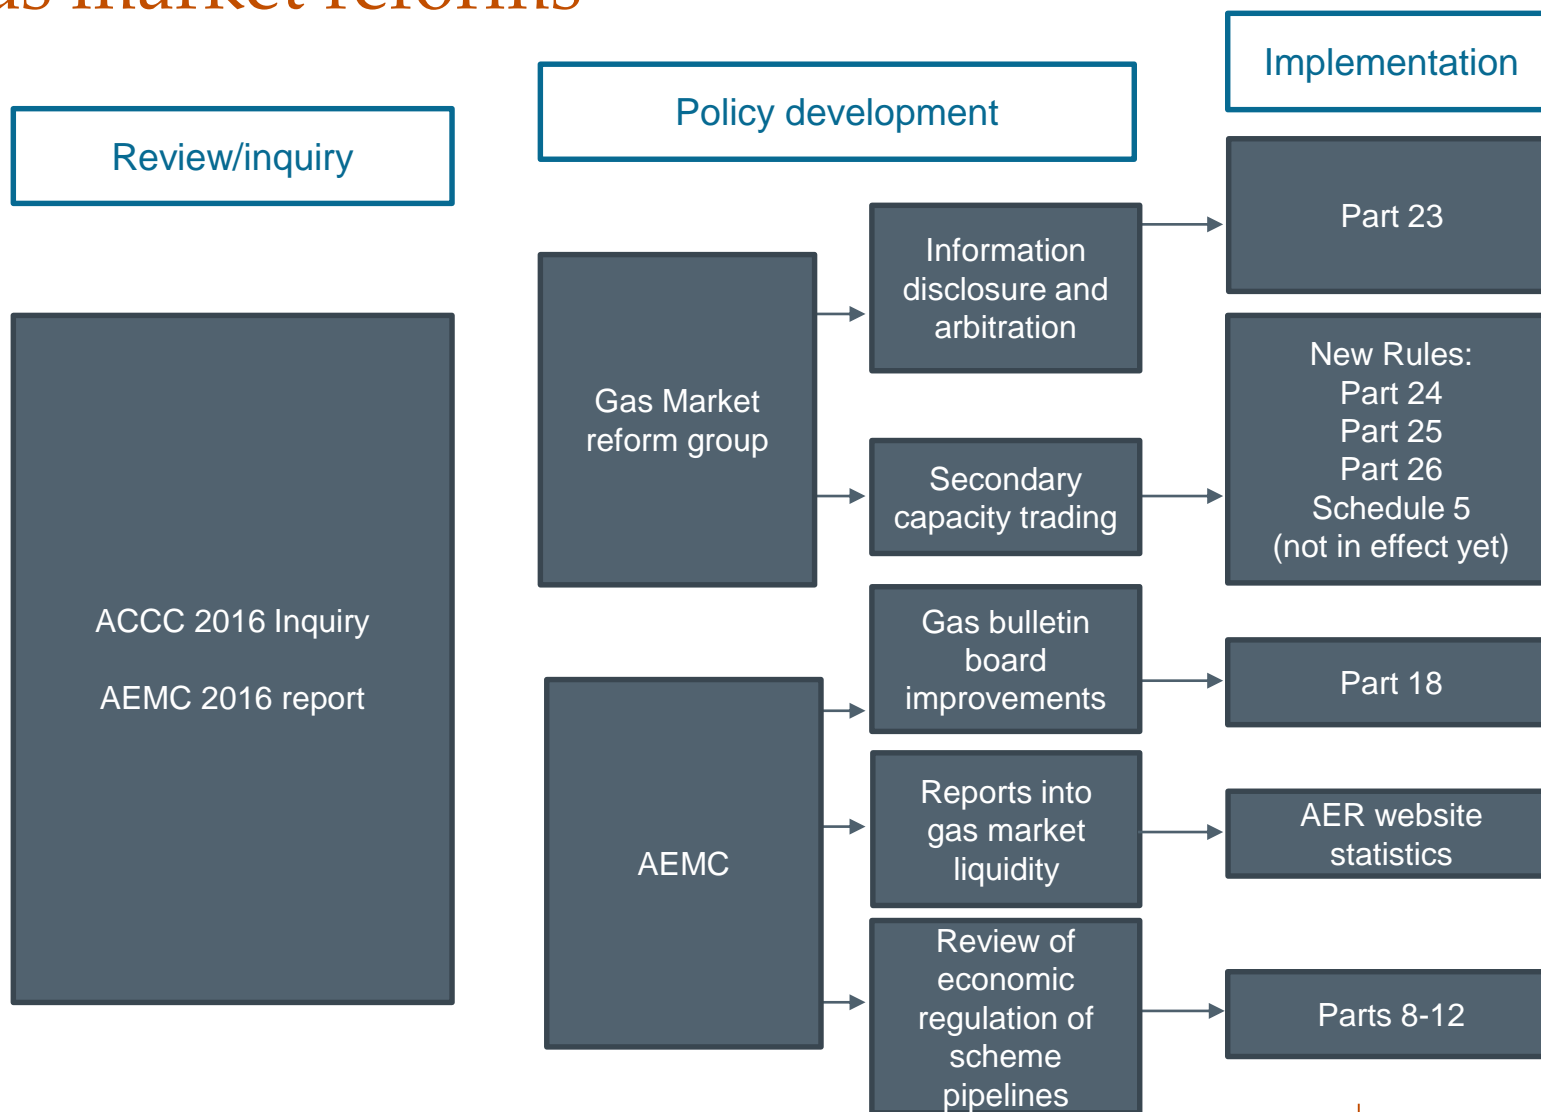 as market reforms
Review/inquiry
Policy development
Implementation
ACCC 2016 Inquiry
AEMC 2016 report
Gas Market
reform group
Information
disclosure and
arbitration
Part 23
Secondary
capacity trading
New Rules:
Part 24
Part 25
Part 26
Schedule 5
(not in effect yet)
AEMC
Gas bulletin
board
improvements
Part 18
Reports into
gas market
liquidity
AER website
statistics
Review of
economic
regulation of
scheme
pipelines
Parts 8-12